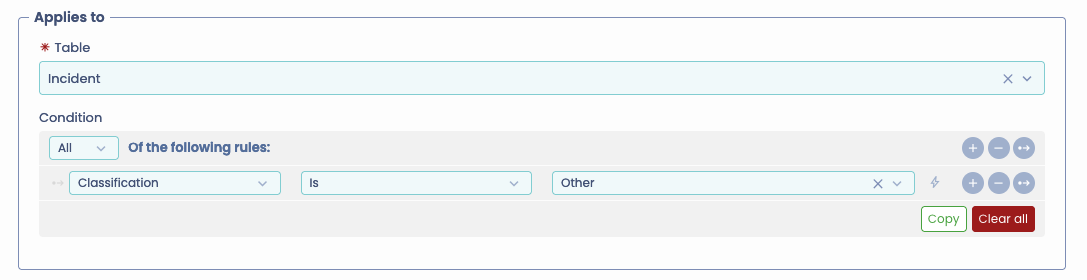 Applies to
* Table
Incident
Condition
All Of the following rules:
Classification Is Other
Copy Clear all